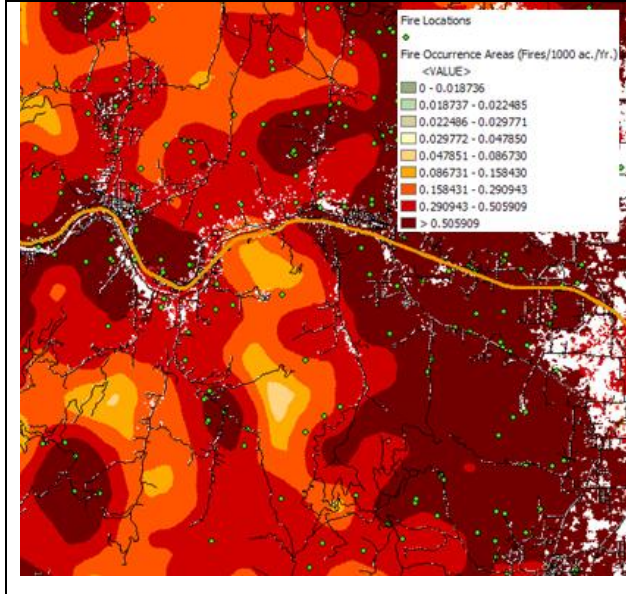 Fire Locations
Fire Occurrence Areas (Fires/1000 ac./Yr.)
<VALUE>
0 - 0.018736
0.018737 - 0.022485
0.022486 - 0.029771
0.029772 - 0.047850
0.047851 - 0.086730
0.086731 - 0.158430
0.158431 - 0.290943
0.290943 - 0.505909
> 0.505909